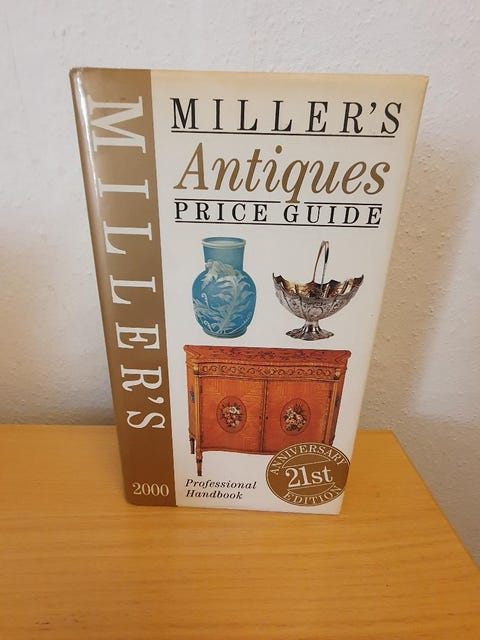 MILLER'S
MILLER'S
Antiques
PRICE GUIDE
2000
Professional
Handbook
ANNIVERSARY
21st
EDITION